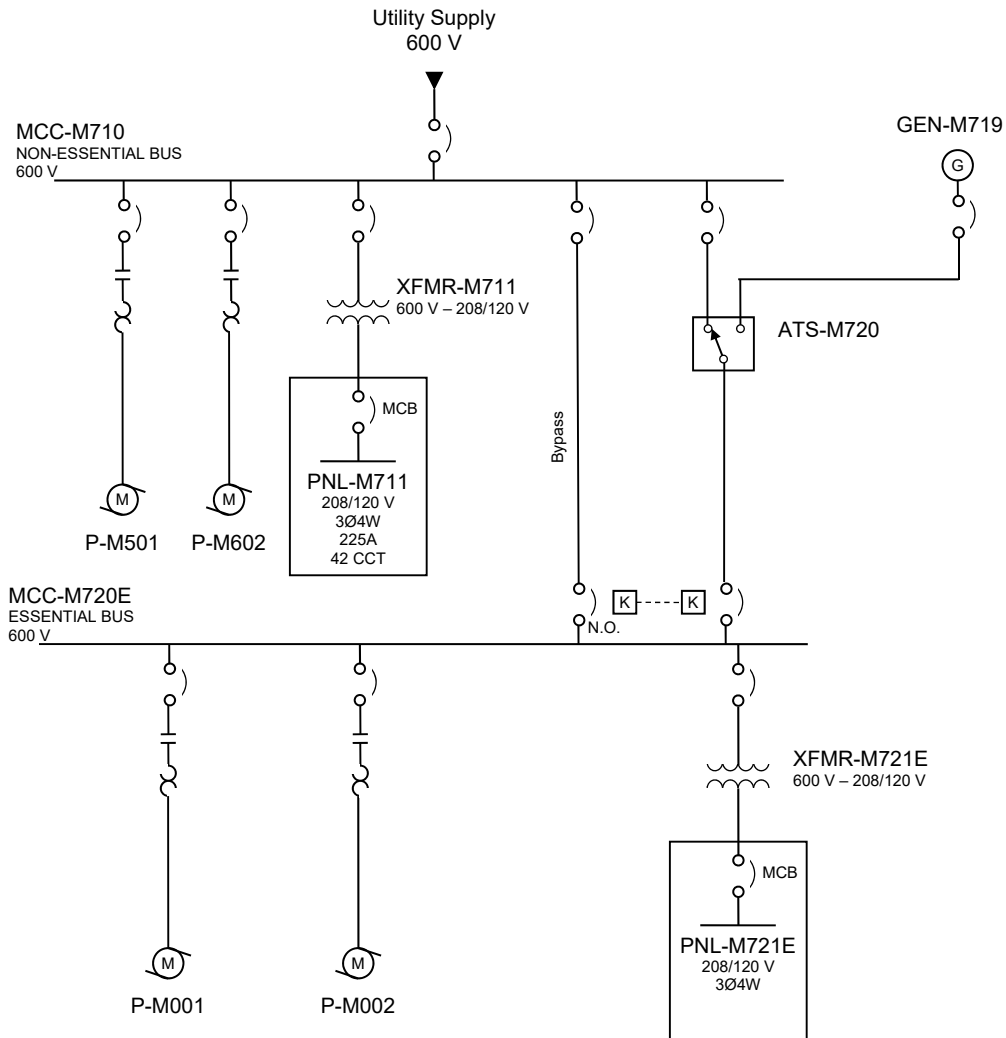 Utility Supply
600 V
MCC-M710
NON-ESSENTIAL BUS
600 V
GEN-M719
G
XFMR-M711
600 V – 208/120 V
ATS-M720
MCB
Bypass
PNL-M711
208/120 V
3Ø4W
225A
42 CCT
M
M
P-M501
P-M602
MCC-M720E
ESSENTIAL BUS
600 V
K
K
N.O.
XFMR-M721E
600 V – 208/120 V
MCB
PNL-M721E
208/120 V
3Ø4W
M
M
P-M001
P-M002